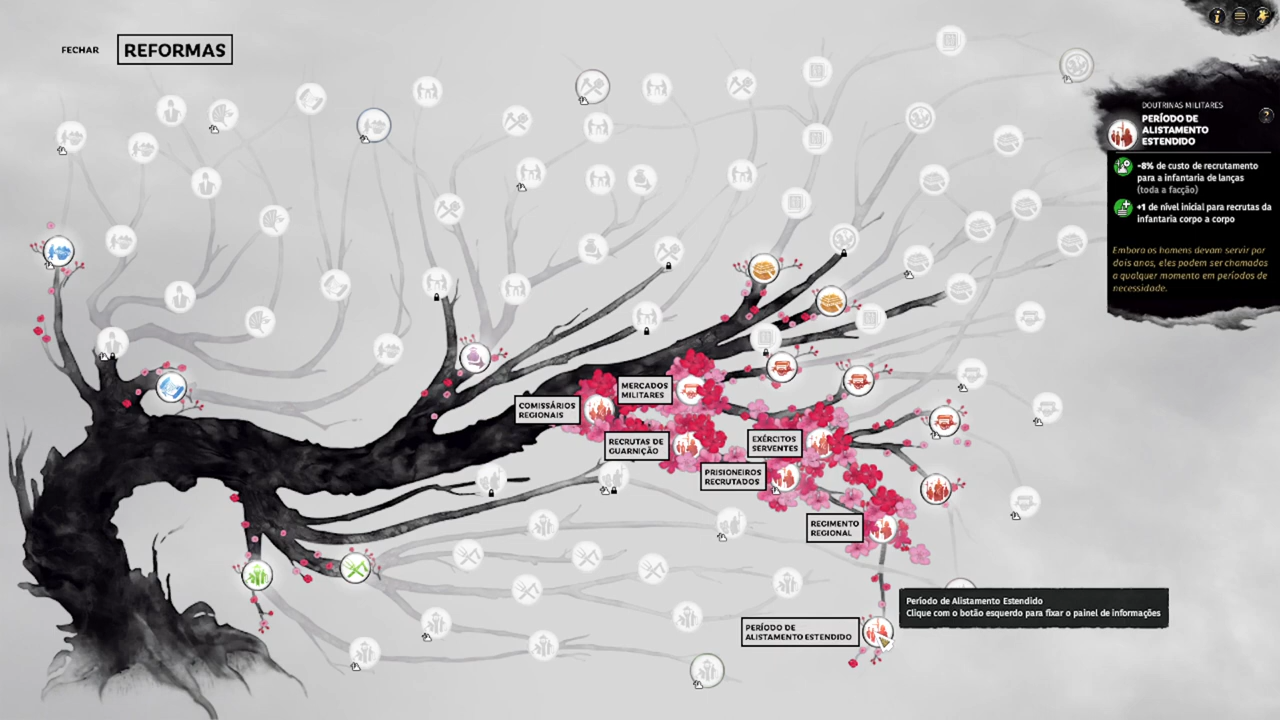 FECHAR
REFORMAS
DOUTRINAS MILITARES
PERÍODO DE
ALISTAMENTO
ESTENDIDO
?
-8% de custo de recrutamento
para a infantaria de lanças
(toda a facção)
+1 de nível inicial para recrutas da
infantaria corpo a corpo
Embora os homens devam servir por
dois anos, eles podem ser chamados
a qualquer momento em períodos de
necessidade.
MERCADOS
MILITARES
COMISSÁRIOS
REGIONAIS
RECRUTAS DE
GUARNIÇÃO
EXÉRCITOS
SERVENTES
PRISIONEIROS
RECRUTADOS
REGIMENTO
REGIONAL
Período de Alistamento Estendido
Clique com o botão esquerdo para fixar o painel de informações
PERÍODO DE
ALISTAMENTO ESTENDIDO